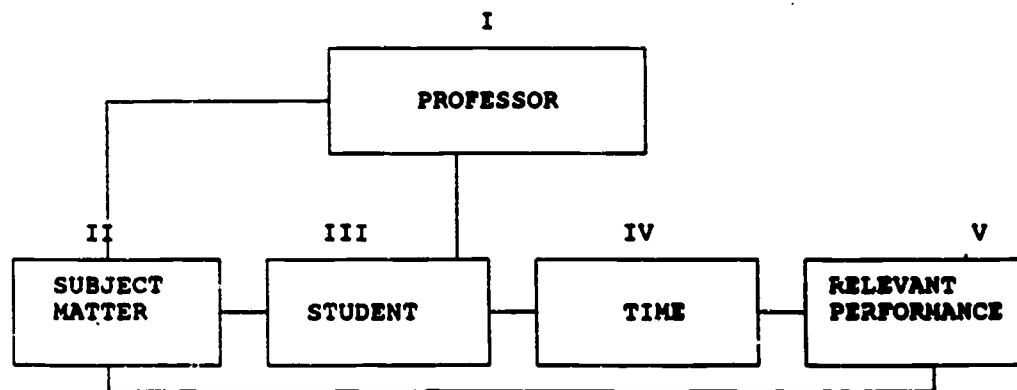 I
PROFESSOR
II
III
IV
V
SUBJECT
MATTER
STUDENT
TIME
RELEVANT
PERFORMANCE